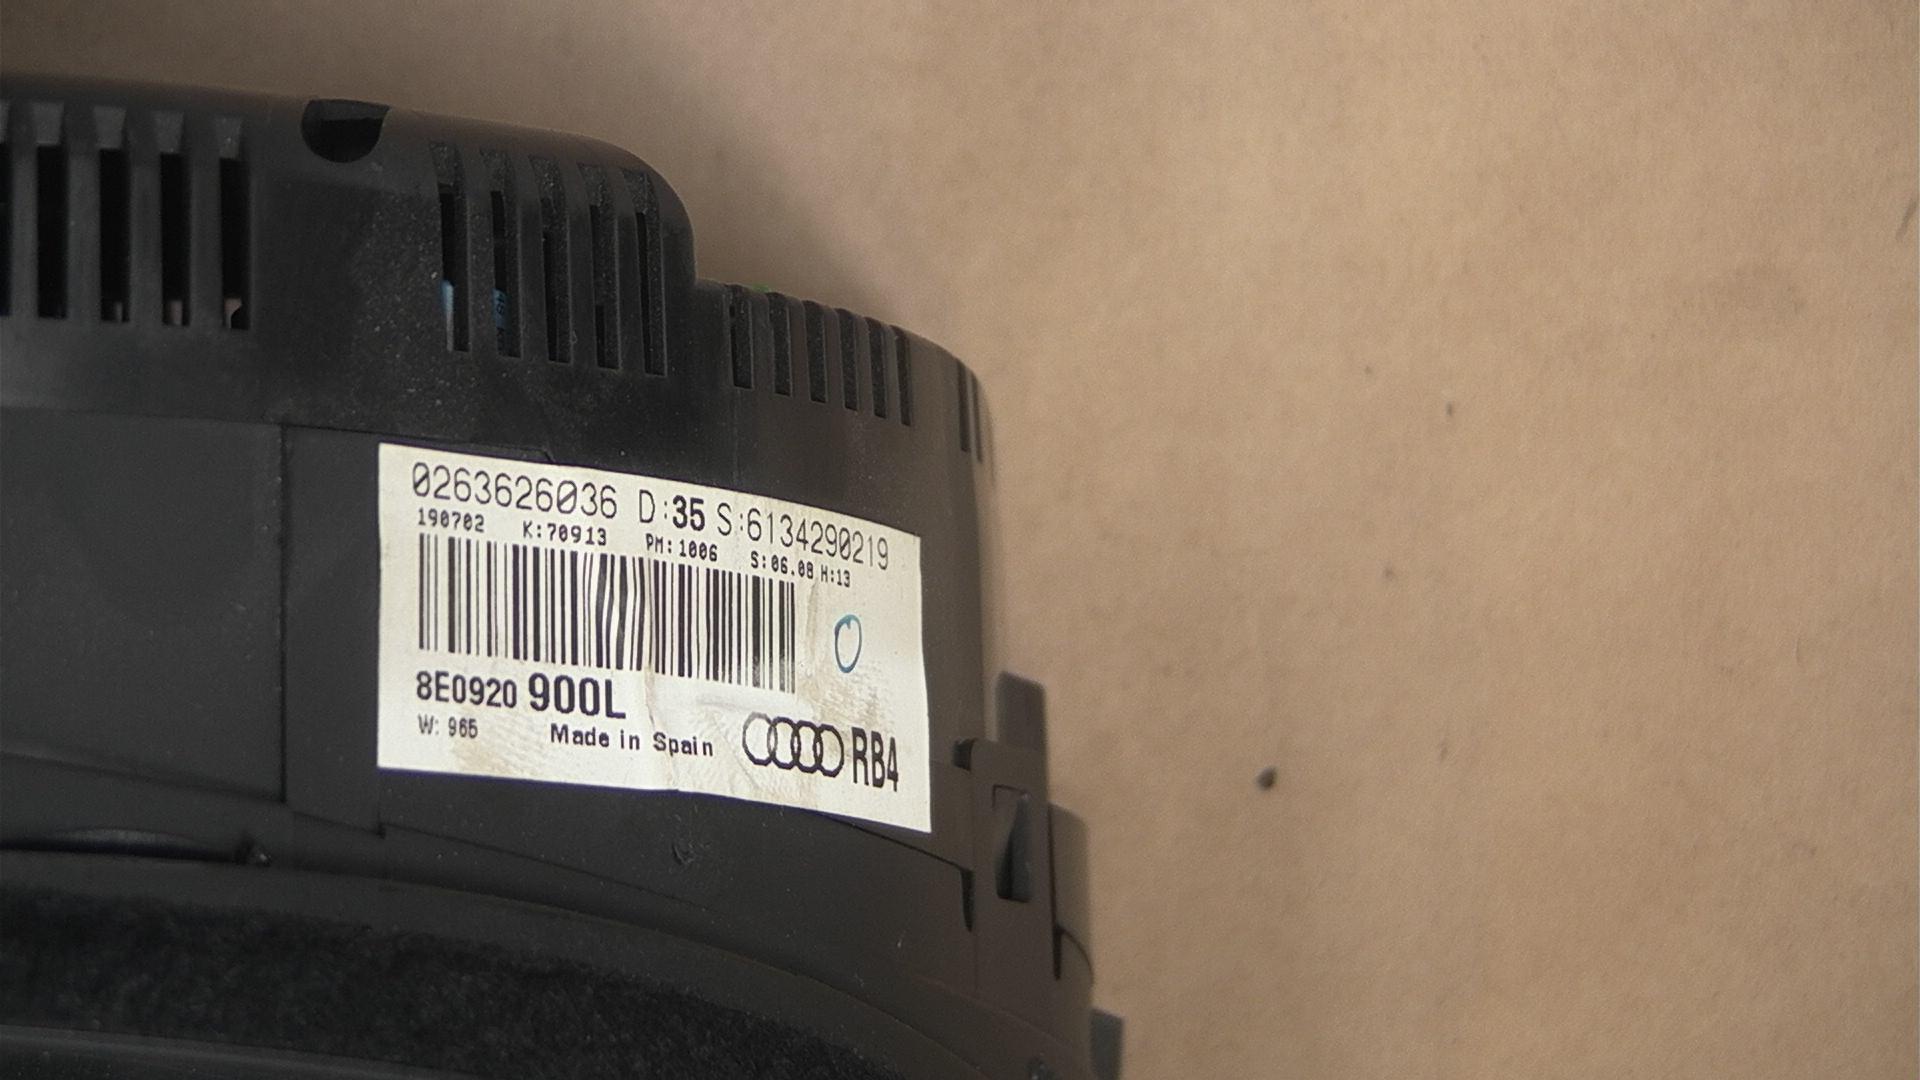 0263626036 D:35 S:6134290219
190702 K:70913 PM:1006 S:06.08 H:13
8E0920 900L
W: 965 Made in Spain RB4